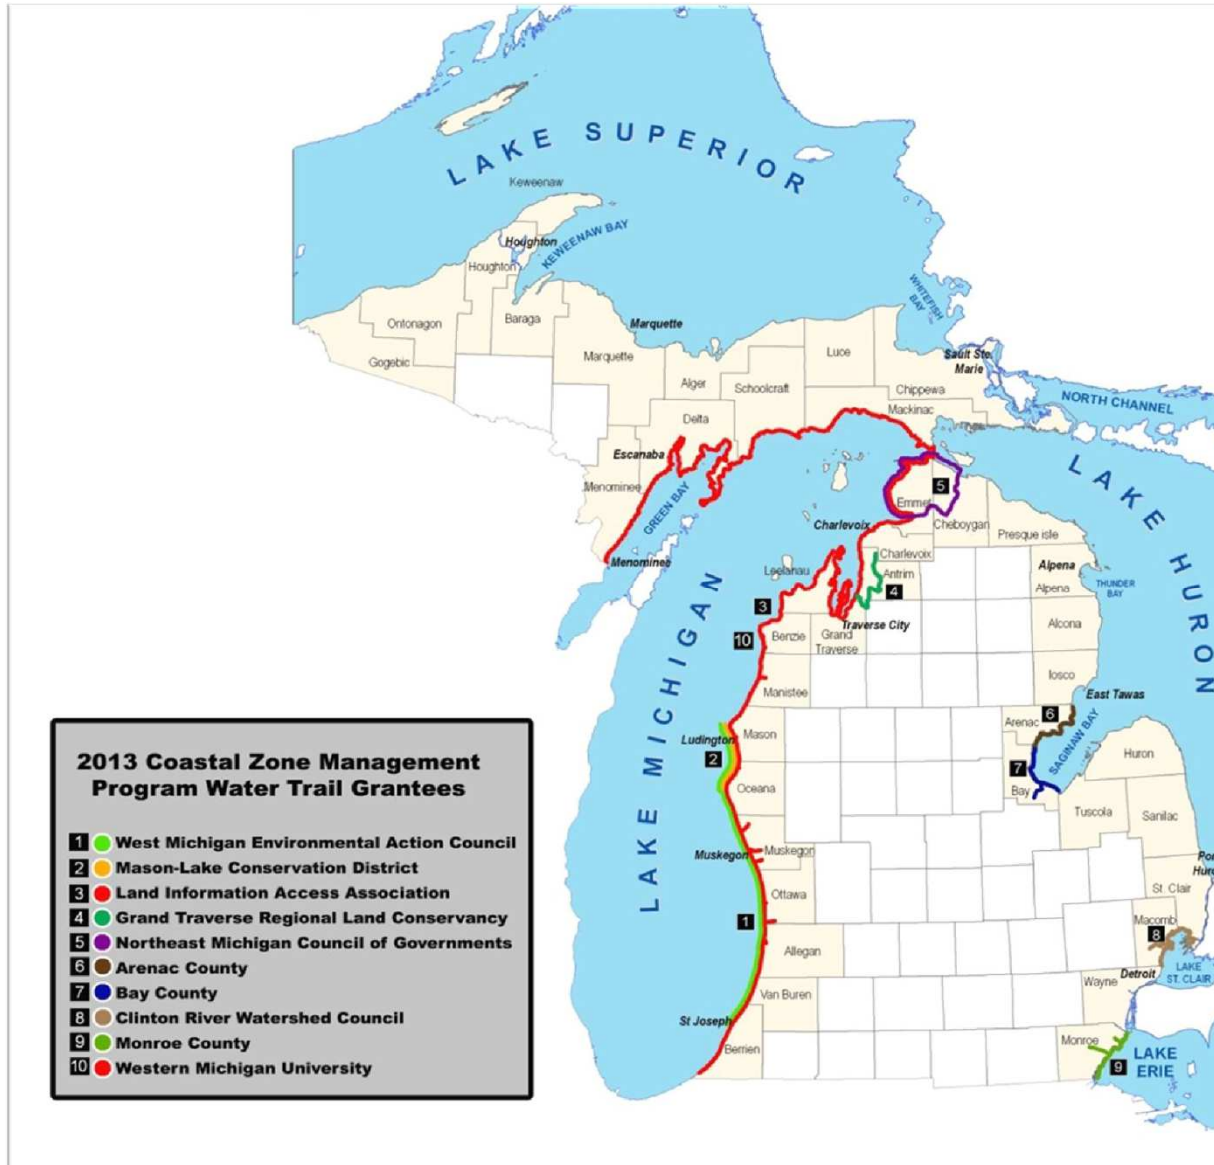 LAKE SUPERIOR
Keweenaw
KEWEENAW BAY
Houghton
Houghton
WHITEFISH BAY
Ontonagon
Baraga
Marquette
Gogebic
Marquette
Luce
Sault Ste.
Marie
Alger
Schoolcraft
Chippewa
NORTH CHANNEL
Mackinac
Delta
Escanaba
Menominee
GREEN BAY
Menominee
LAKE HURON
5
Emmet
Cheboygan
Charlevoix
Presque isle
Charlevoix
Leelanau
Antrim
4
Alpena
Alpena
THUNDER
BAY
3
Traverse City
10
Benzie
Grand
Traverse
Alcona
LAKE MICHIGAN
Iosco
Manistee
East Tawas
6
Arenac
SAGINAW BAY
Ludington
Mason
2
Huron
7
Bay
Oceana
Tuscola
Sanilac
Muskegon
Muskegon
Ottawa
St. Clair
1
Macomb
8
Allegan
Detroit
LAKE
ST. CLAIR
Wayne
Van Buren
St Joseph
Berrien
Monroe
LAKE
ERIE
9
2013 Coastal Zone Management
Program Water Trail Grantees
1 West Michigan Environmental Action Council
2 Mason-Lake Conservation District
3 Land Information Access Association
4 Grand Traverse Regional Land Conservancy
5 Northeast Michigan Council of Governments
6 Arenac County
7 Bay County
8 Clinton River Watershed Council
9 Monroe County
10 Western Michigan University